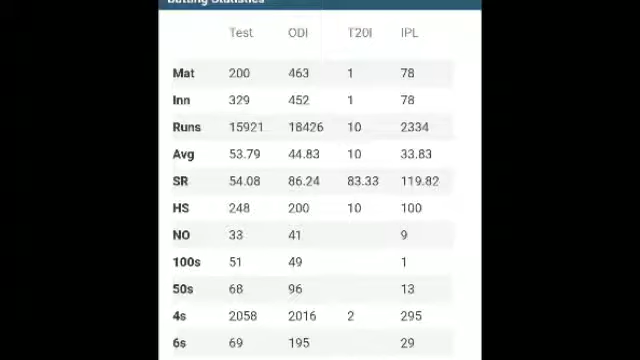 Batting Statistics
Test ODI T20I IPL
Mat 200 463 1 78
Inn 329 452 1 78
Runs 15921 18426 10 2334
Avg 53.79 44.83 10 33.83
SR 54.08 86.24 83.33 119.82
HS 248 200 10 100
NO 33 41 9
100s 51 49 1
50s 68 96 13
4s 2058 2016 2 295
6s 69 195 29